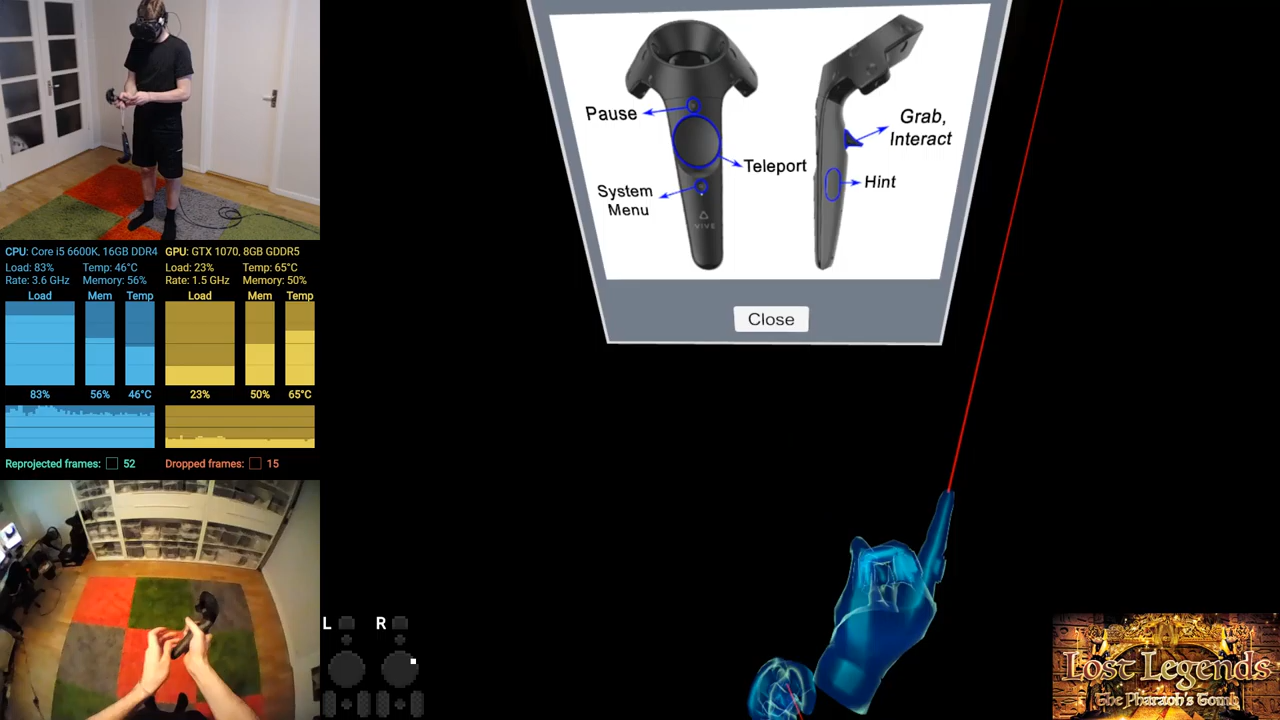 Pause
Teleport
System
Menu
VIVE
Grab,
Interact
Hint
Close
CPU: Core i5 6600K, 16GB DDR4
Load: 83% Temp: 46°C
Rate: 3.6 GHz Memory: 56%
Load Mem Temp
83% 56% 46°C
GPU: GTX 1070, 8GB GDDR5
Load: 23% Temp: 65°C
Rate: 1.5 GHz Memory: 50%
Load Mem Temp
23% 50% 65°C
Reprojected frames: 52
Dropped frames: 15
L R
Lost Legends
The Pharaoh's Tomb